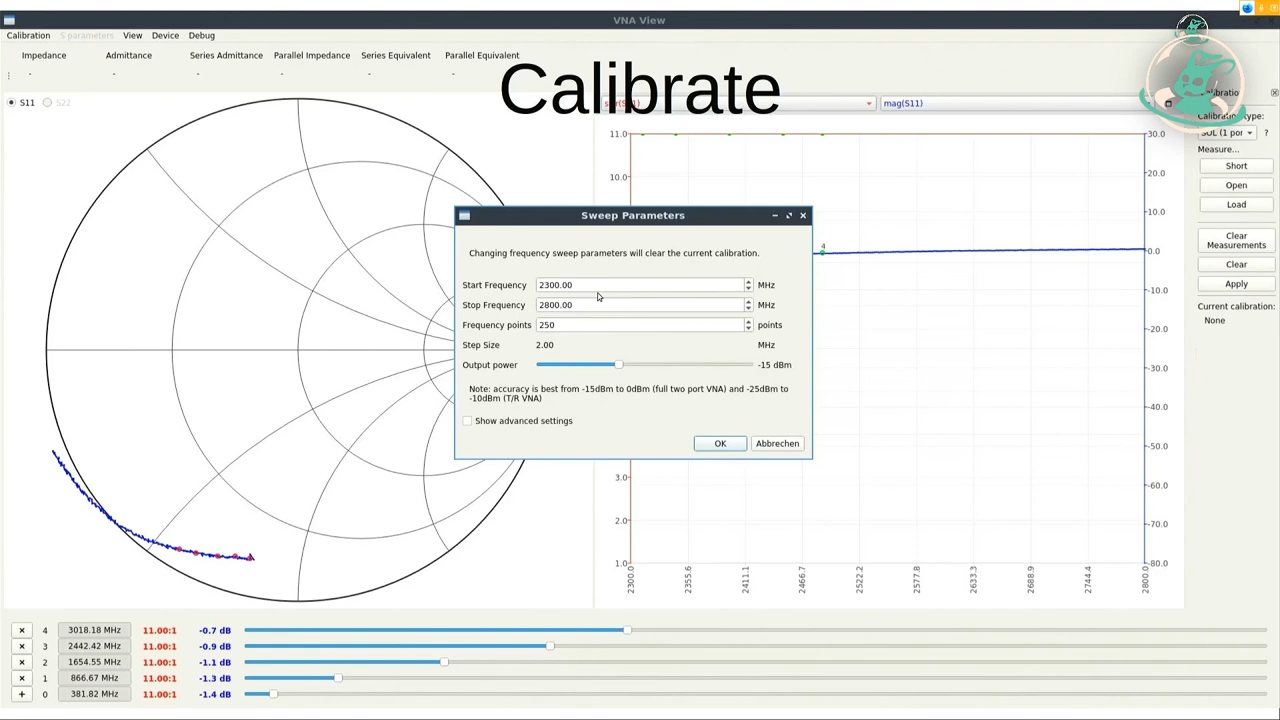 VNA View
Calibration S parameters View Device Debug
Impedance Admittance Series Admittance Parallel Impedance Series Equivalent Parallel Equivalent
- - - - - -
Calibrate
S11 S22
mag(S11)
Calibration type:
SOL (1 por ?
Measure...
Short
Open
Load
Clear
Measurements
Clear
Apply
Current calibration:
None
11.0
10.0
3.0
2.0
1.0
30.0
20.0
10.0
0.0
-10.0
-20.0
-30.0
-40.0
-50.0
-60.0
-70.0
-80.0
4
2300.0 2355.6 2411.1 2466.7 2522.2 2577.8 2633.3 2688.9 2744.4 2800.0
Sweep Parameters
Changing frequency sweep parameters will clear the current calibration.
Start Frequency 2300.00 MHz
Stop Frequency 2800.00 MHz
Frequency points 250 points
Step Size 2.00 MHz
Output power -15 dBm
Note: accuracy is best from -15dBm to 0dBm (full two port VNA) and -25dBm to
-10dBm (T/R VNA)
Show advanced settings
OK Abbrechen
× 4 3018.18 MHz 11.00:1 -0.7 dB
× 3 2442.42 MHz 11.00:1 -0.9 dB
× 2 1654.55 MHz 11.00:1 -1.1 dB
× 1 866.67 MHz 11.00:1 -1.3 dB
+ 0 381.82 MHz 11.00:1 -1.4 dB